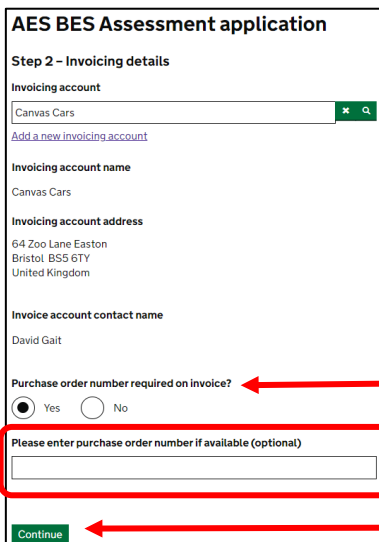 AES BES Assessment application
Step 2 – Invoicing details
Invoicing account
Canvas Cars
Add a new invoicing account
Invoicing account name
Canvas Cars
Invoicing account address
64 Zoo Lane Easton
Bristol BS5 6TY
United Kingdom
Invoice account contact name
David Gait
Purchase order number required on invoice?
Yes No
Please enter purchase order number if available (optional)
Continue